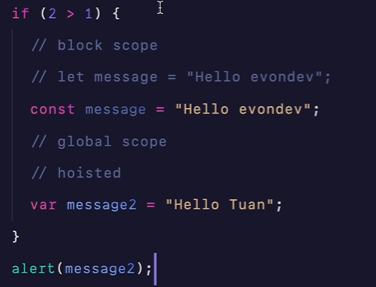 if (2 > 1) {
// block scope
// let message = "Hello evondev";
const message = "Hello evondev";
// global scope
// hoisted
var message2 = "Hello Tuan";
}
alert(message2);